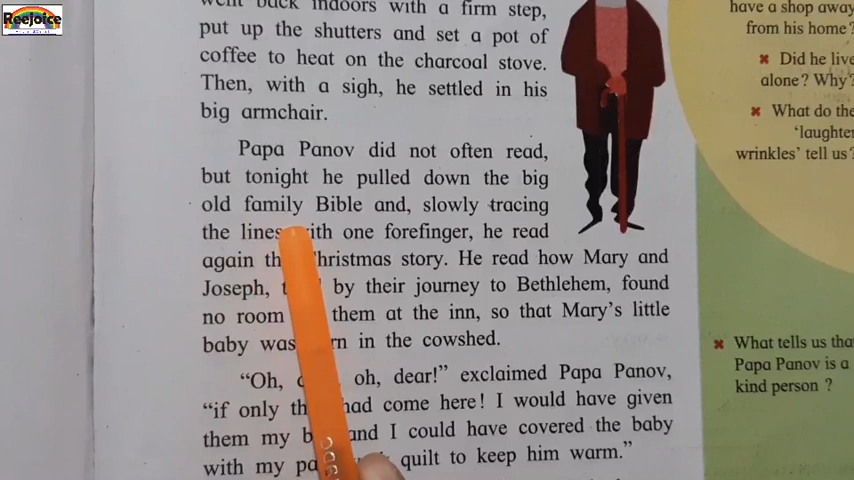 Reejoice
went back indoors with a firm step,
put up the shutters and set a pot of
coffee to heat on the charcoal stove.
Then, with a sigh, he settled in his
big armchair.
Papa Panov did not often read,
but tonight he pulled down the big
old family Bible and, slowly tracing
the lines with one forefinger, he read
again the Christmas story. He read how Mary and
Joseph, by their journey to Bethlehem, found
no room them at the inn, so that Mary's little
baby was born in the cowshed.
"Oh, oh, dear!" exclaimed Papa Panov,
"if only had come here! I would have given
them my and I could have covered the baby
with my quilt to keep him warm."
have a shop away
from his home?
✖ Did he live
alone? Why?
✖ What do the
'laughter
wrinkles' tell us?
✖ What tells us tha
Papa Panov is a
kind person ?